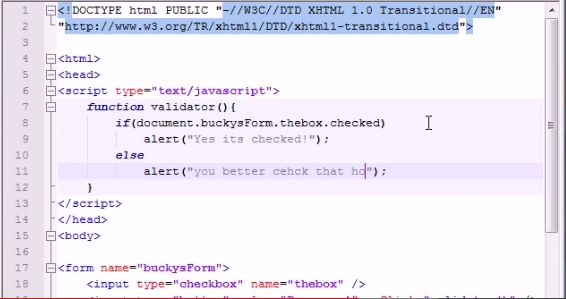 1 <!DOCTYPE html PUBLIC "-//W3C//DTD XHTML 1.0 Transitional//EN"
2 "http://www.w3.org/TR/xhtml1/DTD/xhtml1-transitional.dtd">
3
4 <html>
5 <head>
6 <script type="text/javascript">
7 function validator(){
8 if(document.buckysForm.thebox.checked)
9 alert("Yes its checked!");
10 else
11 alert("you better cehck that ho");
12 }
13 </script>
14 </head>
15 <body>
16
17 <form name="buckysForm">
18 <input type="checkbox" name="thebox" />